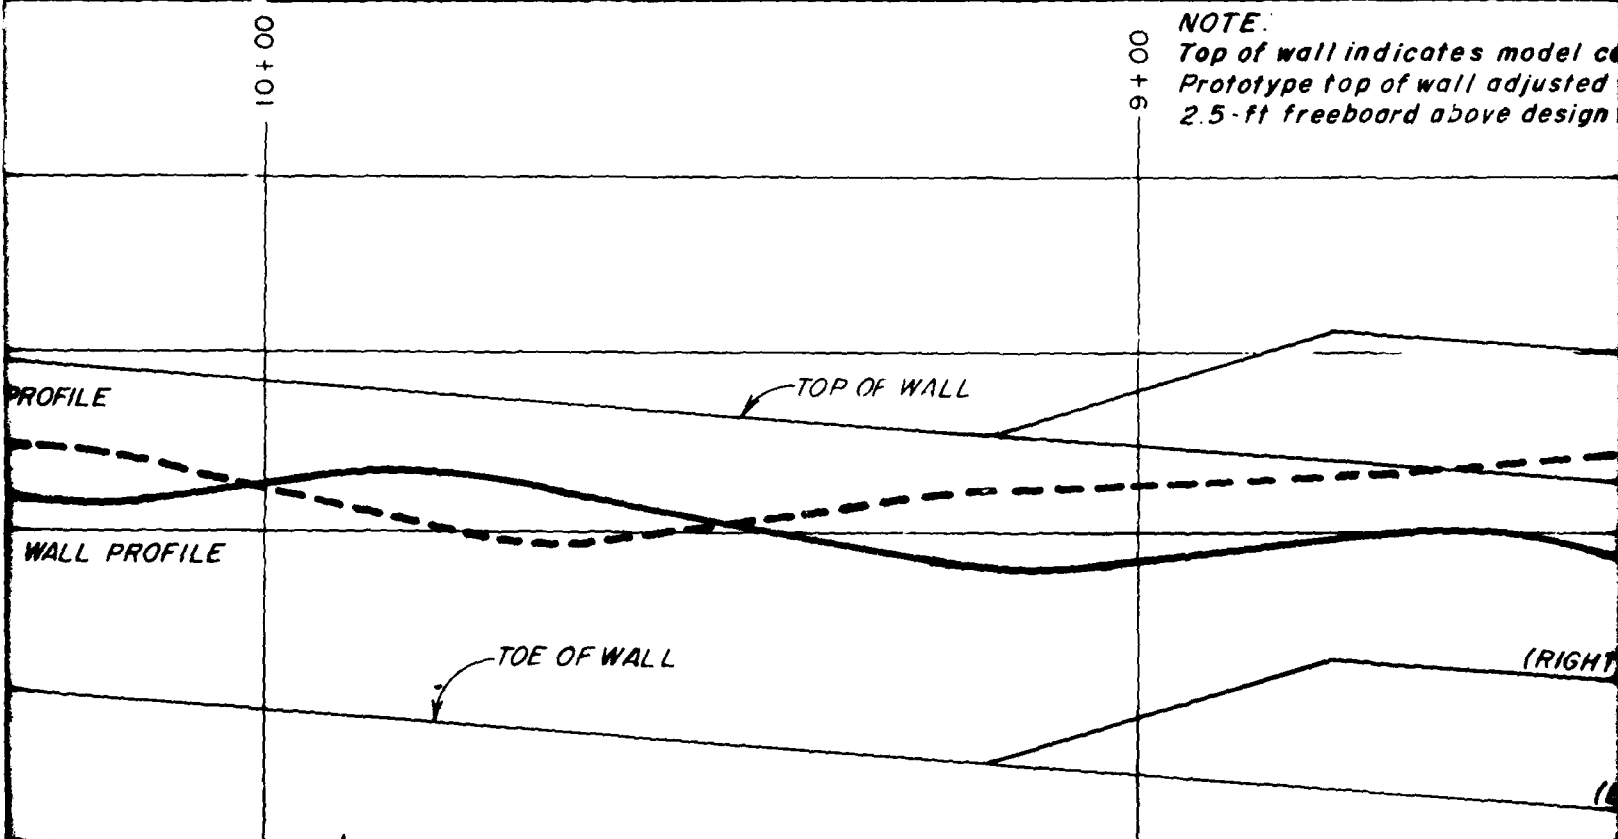 10+00
9+00
NOTE:
Top of wall indicates model
Prototype top of wall adjusted
2.5-ft freeboard above design
TOP OF WALL
PROFILE
WALL PROFILE
TOE OF WALL
(RIGHT